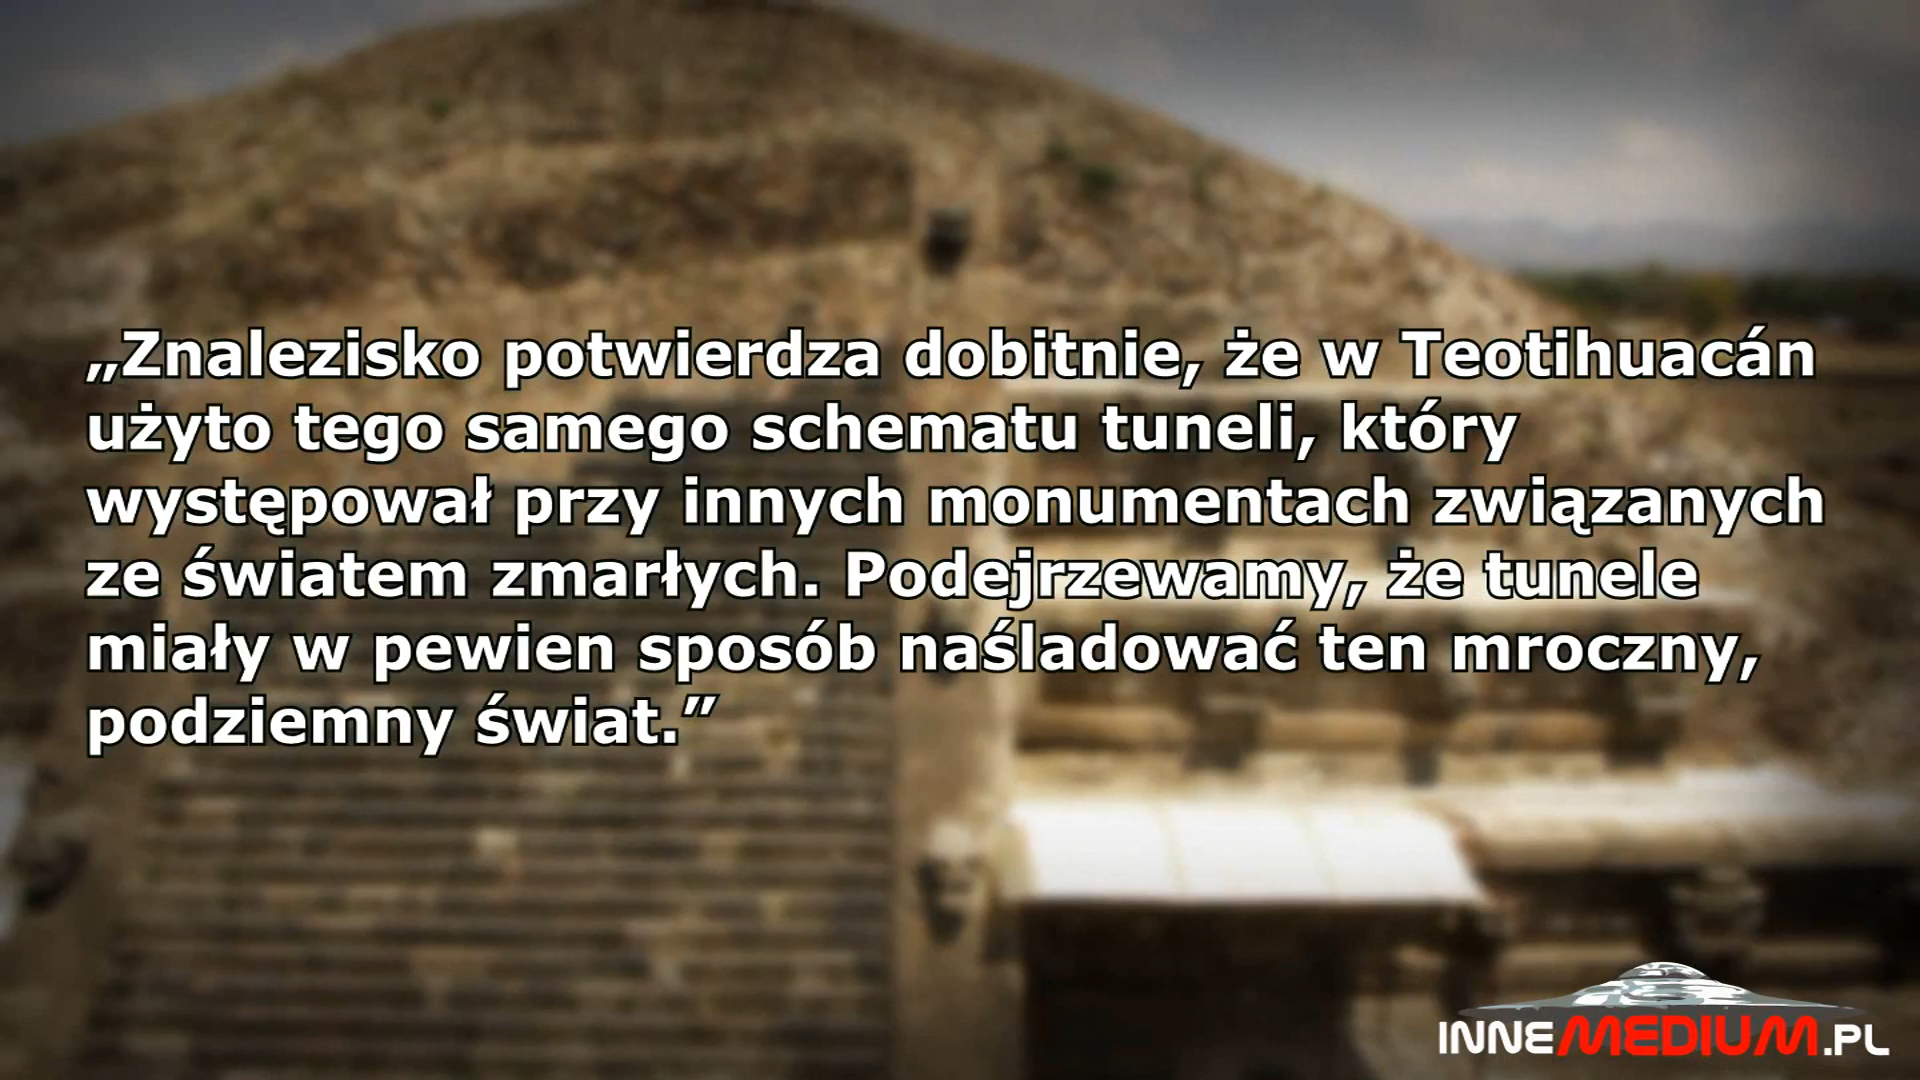 „Znalezisko potwierdza dobitnie, że w Teotihuacán
użyto tego samego schematu tuneli, który
występował przy innych monumentach związanych
ze światem zmarłych. Podejrzewamy, że tunele
miały w pewien sposób naśladować ten mroczny,
podziemny świat.”
INNEMEDIUM.PL